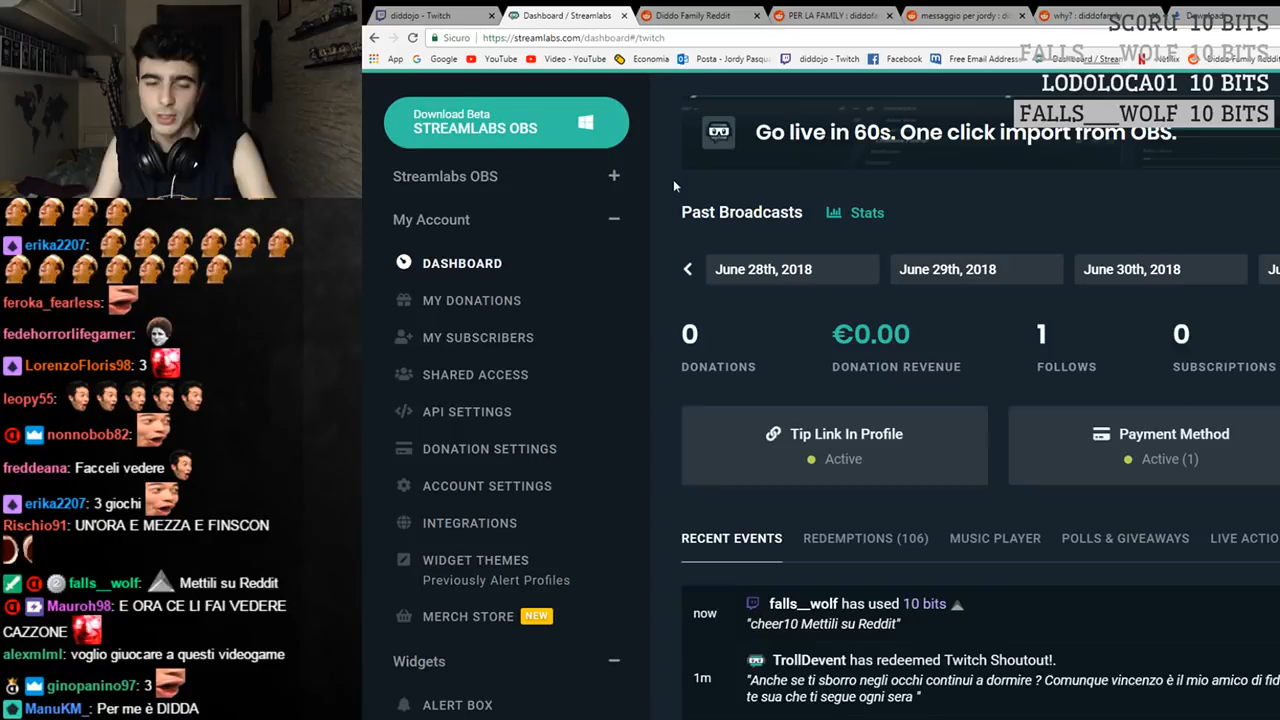 diddojo - Twitch
Dashboard / Streamlabs
Diddo Family Reddit
PER LA FAMILY : diddofam
messaggio per jordy : di
why? : diddofam
Sicuro https://streamlabs.com/dashboard#/twitch
App Google YouTube Video - YouTube Economia Posta - Jordy Pasqua diddojo - Twitch Facebook Free Email Addresse Dashboard / Stream Netflix
SC0RU 10 BITS
FALLS__WOLF 10 BITS
LODOLOCA01 10 BITS
FALLS__WOLF 10 BITS
erika2207:
feroka_fearless:
fedehorrorlifegamer:
LorenzoFloris98: 3
leopy55:
nonnobob82:
freddeana: Facceli vedere
erika2207: 3 giochi
Rischio91: UN'ORA E MEZZA E FINSCON
falls__wolf: Mettili su Reddit
Mauroh98: E ORA CE LI FAI VEDERE
CAZZONE
alexmlml: voglio giuocare a questi videogame
ginopanino97: 3
ManuKM_: Per me è DIDDA
Download Beta
STREAMLABS OBS
Streamlabs OBS +
My Account −
DASHBOARD
MY DONATIONS
MY SUBSCRIBERS
SHARED ACCESS
API SETTINGS
DONATION SETTINGS
ACCOUNT SETTINGS
INTEGRATIONS
WIDGET THEMES
Previously Alert Profiles
MERCH STORE NEW
Widgets −
ALERT BOX
Go live in 60s. One click import from OBS.
Past Broadcasts Stats
June 28th, 2018 June 29th, 2018 June 30th, 2018
0 €0.00 1 0
DONATIONS DONATION REVENUE FOLLOWS SUBSCRIPTIONS
Tip Link In Profile
Active
Payment Method
Active (1)
RECENT EVENTS REDEMPTIONS (106) MUSIC PLAYER POLLS & GIVEAWAYS LIVE ACTIO
now falls__wolf has used 10 bits
"cheer10 Mettili su Reddit"
TrollDevent has redeemed Twitch Shoutout!.
1m
"Anche se ti sborro negli occhi continui a dormire ? Comunque vincenzo è il mio amico di fid
te sua che ti segue ogni sera "